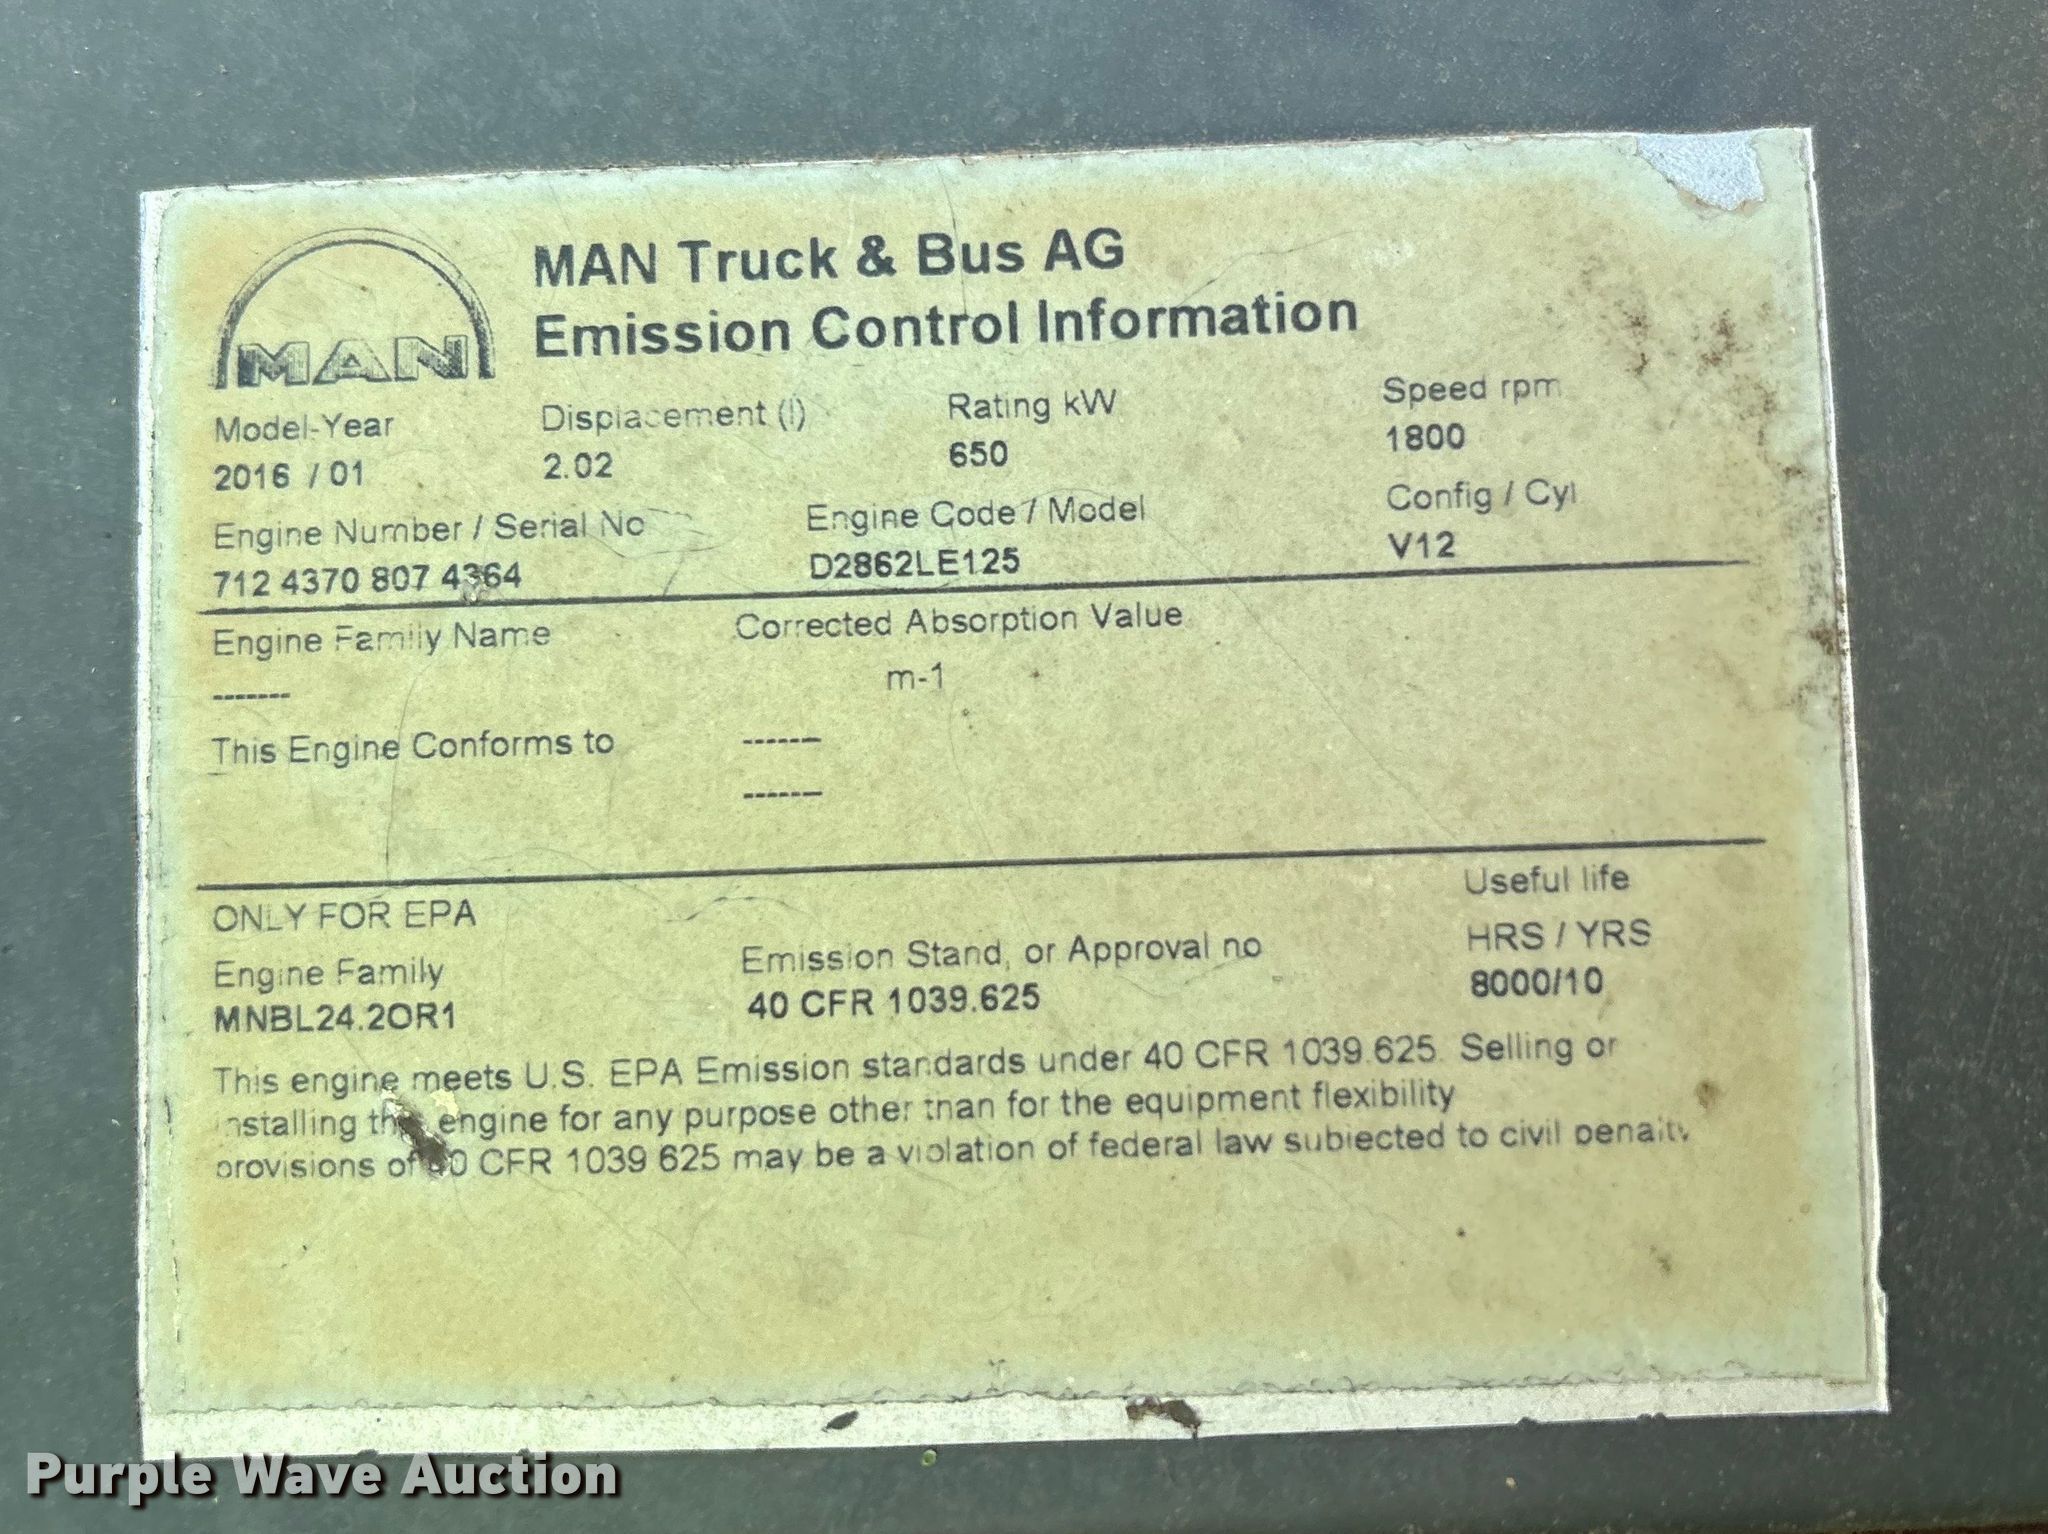 MAN Truck & Bus AG
Emission Control Information
MAN
Model-Year Displacement (l) Rating kW Speed rpm
2016 / 01 2.02 650 1800
Engine Number / Serial No Engine Code / Model Config / Cyl
712 4370 807 4364 D2862LE125 V12
Engine Family Name Corrected Absorption Value
------- m-1
This Engine Conforms to ------
------
ONLY FOR EPA Useful life
Engine Family Emission Stand, or Approval no HRS / YRS
MNBL24.2OR1 40 CFR 1039.625 8000/10
This engine meets U.S. EPA Emission standards under 40 CFR 1039.625. Selling or
installing the engine for any purpose other than for the equipment flexibility
provisions of 40 CFR 1039 625 may be a violation of federal law subjected to civil penalty
Purple Wave Auction